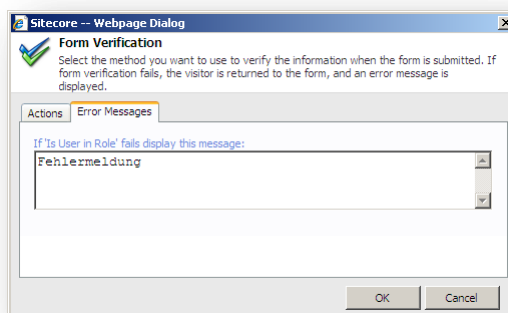 Sitecore -- Webpage Dialog
Form Verification
Select the method you want to use to verify the information when the form is submitted. If
form verification fails, the visitor is returned to the form, and an error message is
displayed.
Actions
Error Messages
If 'Is User in Role' fails display this message:
Fehlermeldung
OK
Cancel